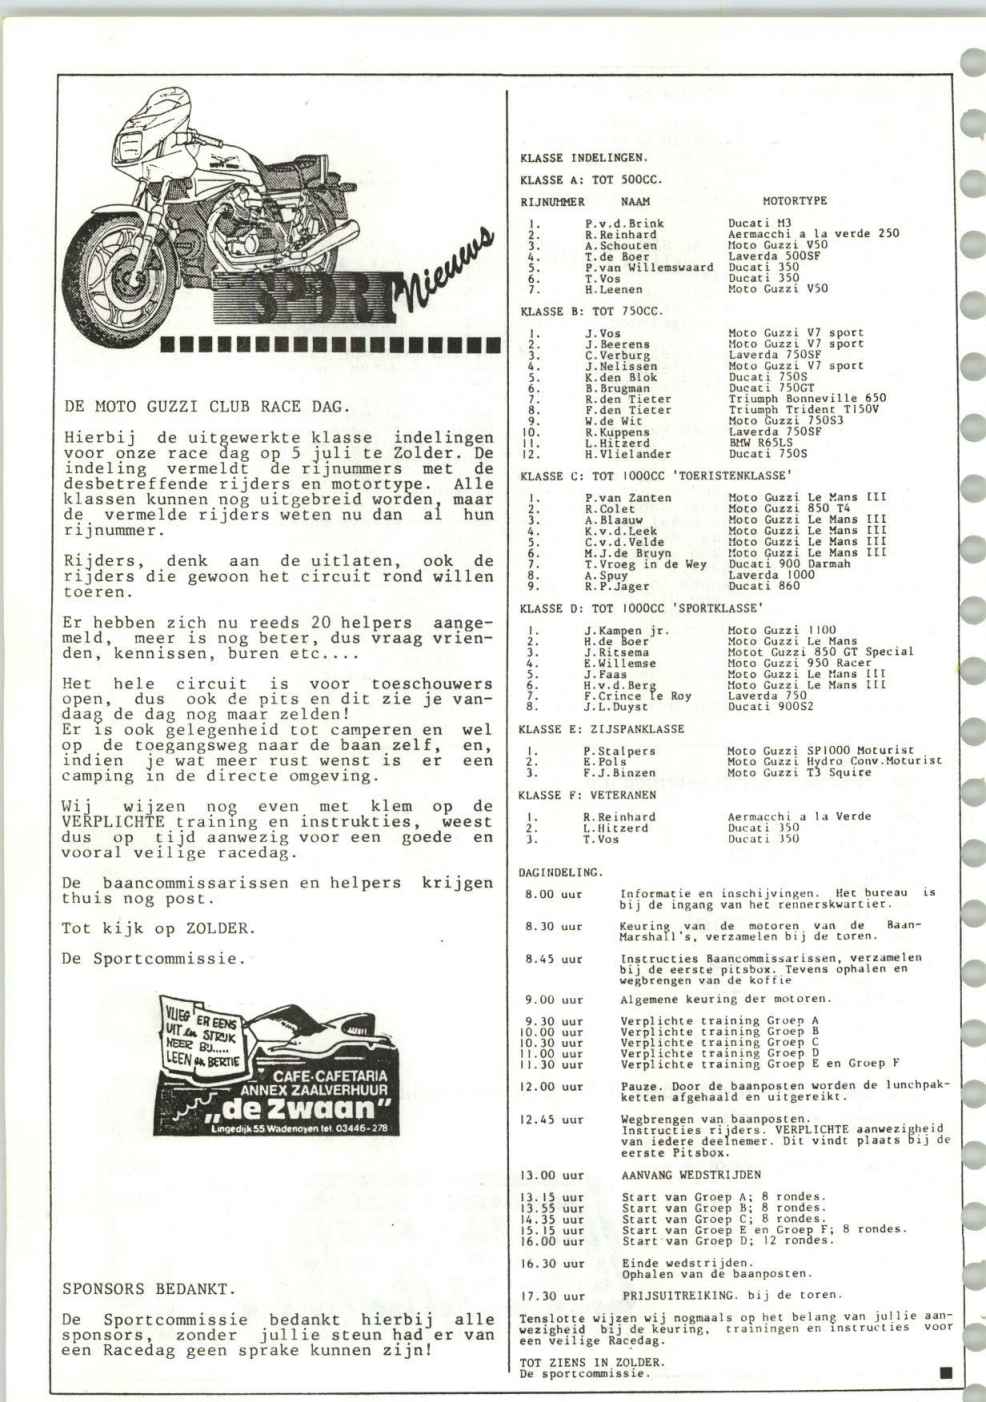 SPORT Nieuws
DE MOTO GUZZI CLUB RACE DAG.
Hierbij de uitgewerkte klasse indelingen
voor onze race dag op 5 juli te Zolder. De
indeling vermeldt de rijnummers met de
desbetreffende rijders en motortype. Alle
klassen kunnen nog uitgebreid worden, maar
de vermelde rijders weten nu dan al hun
rijnummer.
Rijders, denk aan de uitlaten, ook de
rijders die gewoon het circuit rond willen
toeren.
Er hebben zich nu reeds 20 helpers aange-
meld, meer is nog beter, dus vraag vrien-
den, kennissen, buren etc....
Het hele circuit is voor toeschouwers
open, dus ook de pits en dit zie je van-
daag de dag nog maar zelden!
Er is ook gelegenheid tot camperen en wel
op de toegangsweg naar de baan zelf, en,
indien je wat meer rust wenst is er een
camping in de directe omgeving.
Wij wijzen nog even met klem op de
VERPLICHTE training en instrukties, weest
dus op tijd aanwezig voor een goede en
vooral veilige racedag.
De baancommissarissen en helpers krijgen
thuis nog post.
Tot kijk op ZOLDER.
De Sportcommissie.
VLIEG ER EENS
UIT en STRIJK
NEER BIJ.....
LEEN en BERTIE
CAFE-CAFETARIA
ANNEX ZAALVERHUUR
„de Zwaan"
Lingedijk 55 Wadenoyen tel. 03446-278
SPONSORS BEDANKT.
De Sportcommissie bedankt hierbij alle
sponsors, zonder jullie steun had er van
een Racedag geen sprake kunnen zijn!
KLASSE INDELINGEN.
KLASSE A: TOT 500CC.
RIJNUMMER NAAM MOTORTYPE
1. P.v.d.Brink Ducati M3
2. R.Reinhard Aermacchi a la verde 250
3. A.Schouten Moto Guzzi V50
4. T.de Boer Laverda 500SF
5. P.van Willemswaard Ducati 350
6. T.Vos Ducati 350
7. H.Leenen Moto Guzzi V50
KLASSE B: TOT 750CC.
1. J.Vos Moto Guzzi V7 sport
2. J.Beerens Moto Guzzi V7 sport
3. C.Verburg Laverda 750SF
4. J.Nelissen Moto Guzzi V7 sport
5. K.den Blok Ducati 750S
6. B.Brugman Ducati 750GT
7. R.den Tieter Triumph Bonneville 650
8. F.den Tieter Triumph Trident T150V
9. W.de Wit Moto Guzzi 750S3
10. R.Kuppens Laverda 750SF
11. L.Hitzerd BMW R65LS
12. H.Vlielander Ducati 750S
KLASSE C: TOT 1000CC 'TOERISTENKLASSE'
1. P.van Zanten Moto Guzzi Le Mans III
2. R.Colet Moto Guzzi 850 T4
3. A.Blaauw Moto Guzzi Le Mans III
4. K.v.d.Leek Moto Guzzi Le Mans III
5. C.v.d.Velde Moto Guzzi Le Mans III
6. M.J.de Bruyn Moto Guzzi Le Mans III
7. T.Vroeg in de Wey Ducati 900 Darmah
8. A.Spuy Laverda 1000
9. R.P.Jager Ducati 860
KLASSE D: TOT 1000CC 'SPORTKLASSE'
1. J.Kampen jr. Moto Guzzi 1100
2. H.de Boer Moto Guzzi Le Mans
3. J.Ritsema Motot Guzzi 850 GT Special
4. E.Willemse Moto Guzzi 950 Racer
5. J.Faas Moto Guzzi Le Mans III
6. H.v.d.Berg Moto Guzzi Le Mans III
7. F.Crince le Roy Laverda 750
8. J.L.Duyst Ducati 900S2
KLASSE E: ZIJSPANKLASSE
1. P.Stalpers Moto Guzzi SP1000 Moturist
2. E.Pols Moto Guzzi Hydro Conv.Moturist
3. F.J.Binzen Moto Guzzi T3 Squire
KLASSE F: VETERANEN
1. R.Reinhard Aermacchi a la Verde
2. L.Hitzerd Ducati 350
3. T.Vos Ducati 350
DAGINDELING.
8.00 uur Informatie en inschijvingen. Het bureau is
bij de ingang van het rennerskwartier.
8.30 uur Keuring van de motoren van de Baan-
Marshall's, verzamelen bij de toren.
8.45 uur Instructies Baancommissarissen, verzamelen
bij de eerste pitsbox. Tevens ophalen en
wegbrengen van de koffie
9.00 uur Algemene keuring der motoren.
9.30 uur Verplichte training Groep A
10.00 uur Verplichte training Groep B
10.30 uur Verplichte training Groep C
11.00 uur Verplichte training Groep D
11.30 uur Verplichte training Groep E en Groep F
12.00 uur Pauze. Door de baanposten worden de lunchpak-
ketten afgehaald en uitgereikt.
12.45 uur Wegbrengen van baanposten.
Instructies rijders. VERPLICHTE aanwezigheid
van iedere deelnemer. Dit vindt plaats bij de
eerste Pitsbox.
13.00 uur AANVANG WEDSTRIJDEN
13.15 uur Start van Groep A; 8 rondes.
13.55 uur Start van Groep B; 8 rondes.
14.35 uur Start van Groep C; 8 rondes.
15.15 uur Start van Groep E en Groep F; 8 rondes.
16.00 uur Start van Groep D; 12 rondes.
16.30 uur Einde wedstrijden.
Ophalen van de baanposten.
17.30 uur PRIJSUITREIKING. bij de toren.
Tenslotte wijzen wij nogmaals op het belang van jullie aan-
wezigheid bij de keuring, trainingen en instructies voor
een veilige Racedag.
TOT ZIENS IN ZOLDER.
De sportcommissie.